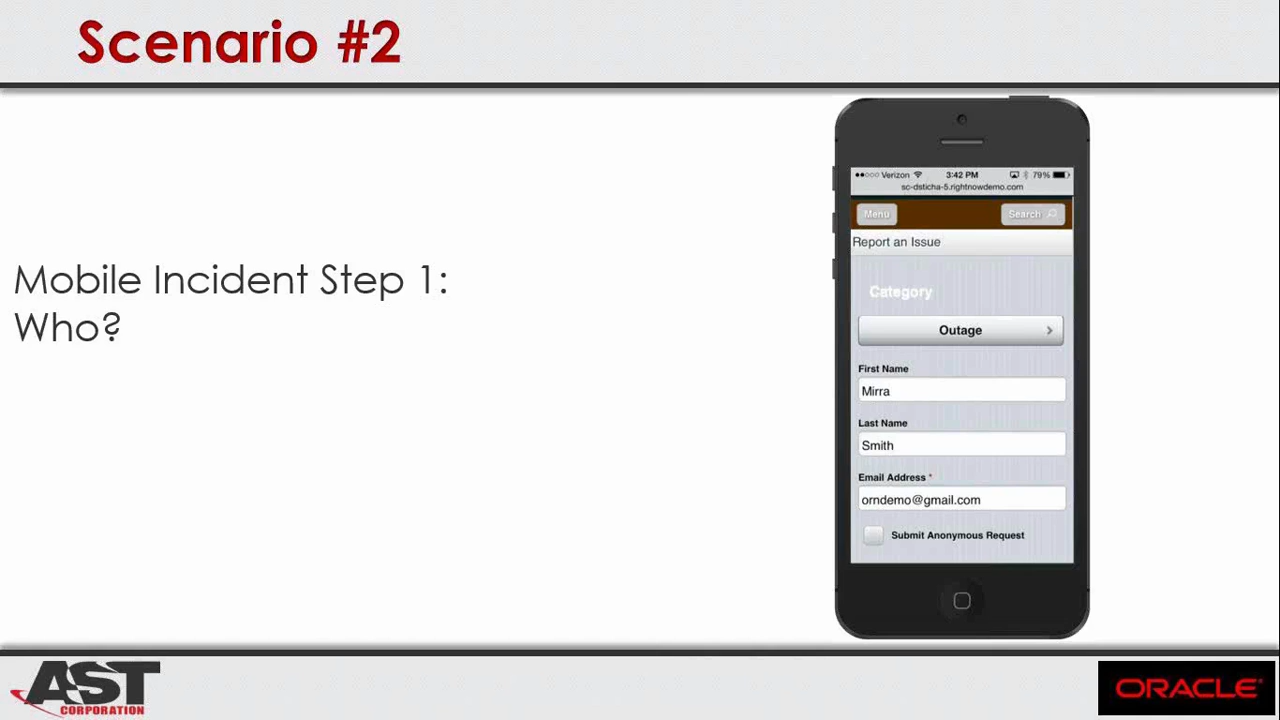 Scenario #2
Mobile Incident Step 1:
Who?
Verizon 3:42 PM 79%
sc-dsticha-5.rightnowdemo.com
Menu Search
Report an Issue
Category
Outage
First Name
Mirra
Last Name
Smith
Email Address *
orndemo@gmail.com
Submit Anonymous Request
AST
CORPORATION
ORACLE